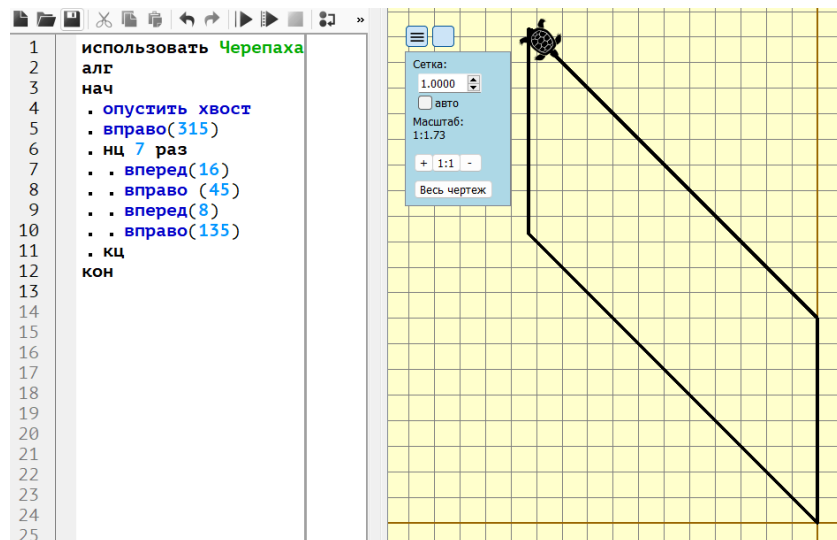 »
1 использовать Черепаха
2 алг
3 нач
4 . опустить хвост
5 . вправо(315)
6 . нц 7 раз
7 . . вперед(16)
8 . . вправо (45)
9 . . вперед(8)
10 . . вправо(135)
11 . кц
12 кон
13
14
15
16
17
18
19
20
21
22
23
24
25
Сетка:
1.0000
авто
Масштаб:
1:1.73
+ 1:1 -
Весь чертеж